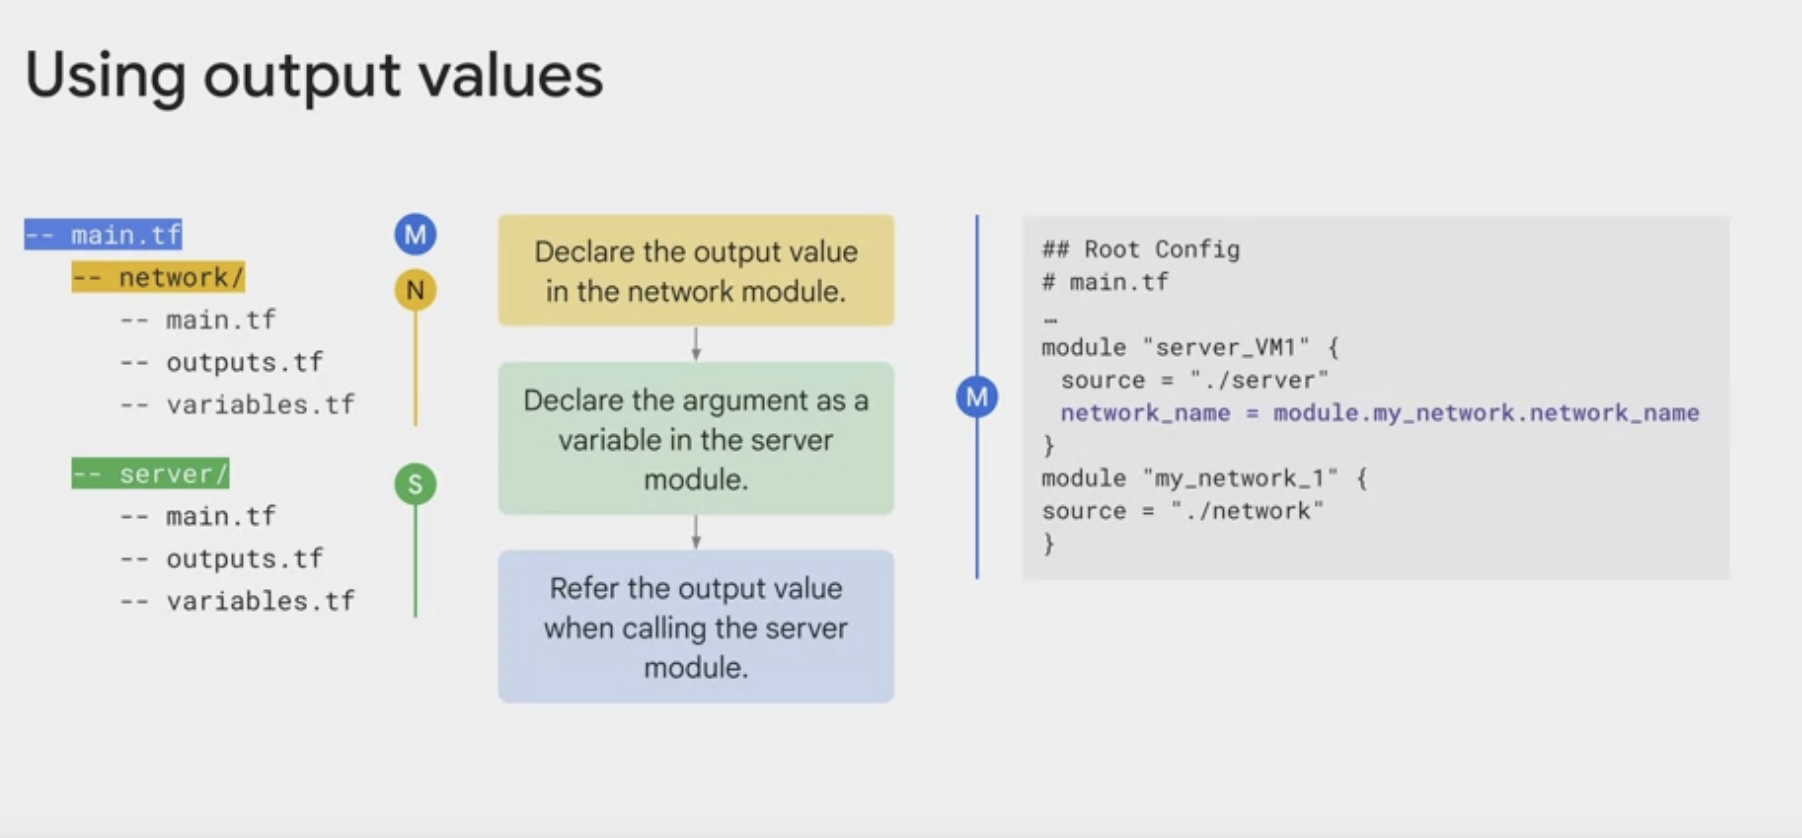 Using output values
-- main.tf
-- network/
-- main.tf
-- outputs.tf
-- variables.tf
-- server/
-- main.tf
-- outputs.tf
-- variables.tf
M
N
S
Declare the output value
in the network module.
Declare the argument as a
variable in the server
module.
Refer the output value
when calling the server
module.
M
## Root Config
# main.tf
…
module "server_VM1" {
source = "./server"
network_name = module.my_network.network_name
}
module "my_network_1" {
source = "./network"
}